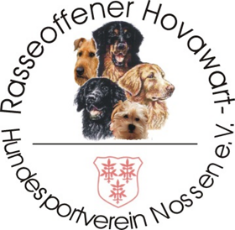 Rasseoffener Hovawart-
Hundesportverein Nossen e.V.